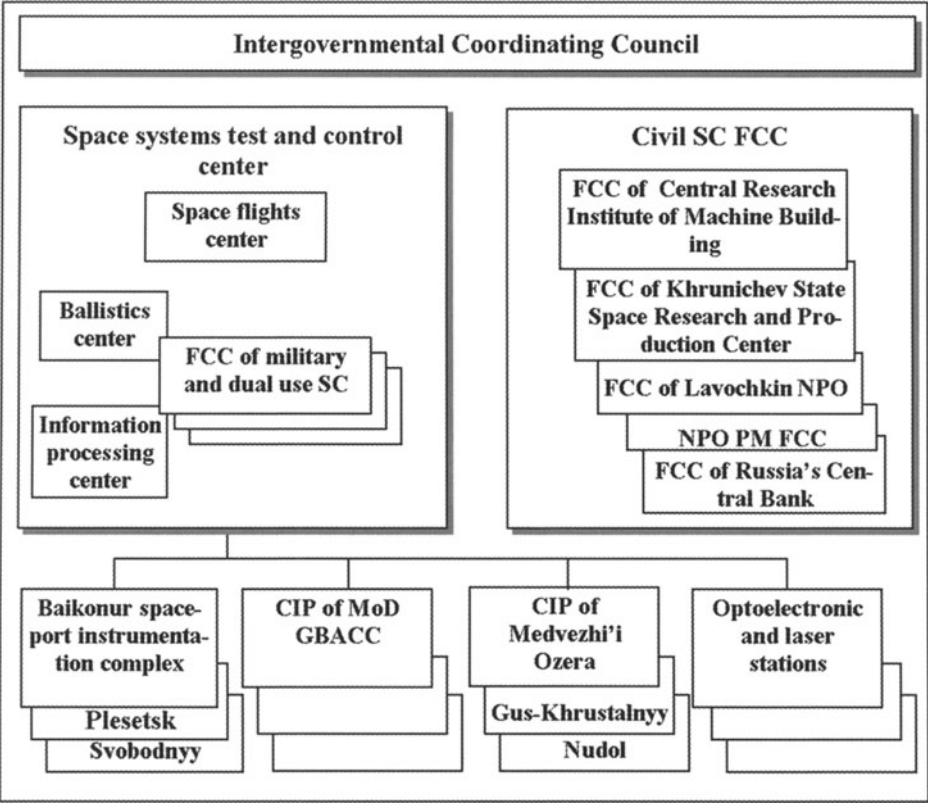 Intergovernmental Coordinating Council
Space systems test and control
center
Space flights
center
Ballistics
center
FCC of military
and dual use SC
Information
processing
center
Civil SC FCC
FCC of Central Research
Institute of Machine Build-
ing
FCC of Khrunichev State
Space Research and Pro-
duction Center
FCC of Lavochkin NPO
NPO PM FCC
FCC of Russia's Cen-
tral Bank
Baikonur space-
port instrumenta-
tion complex
Plesetsk
Svobodnyy
CIP of MoD
GBACC
CIP of
Medvezhi'i
Ozera
Gus-Khrustalnyy
Nudol
Optoelectronic
and laser
stations